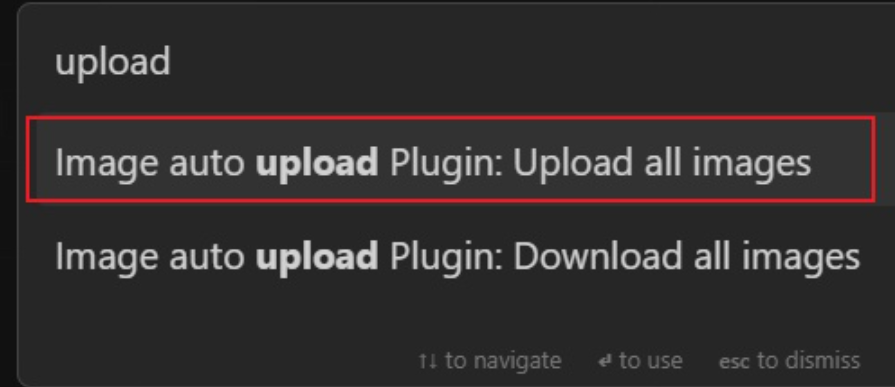 upload
Image auto upload Plugin: Upload all images
Image auto upload Plugin: Download all images
↑↓ to navigate ↵ to use esc to dismiss